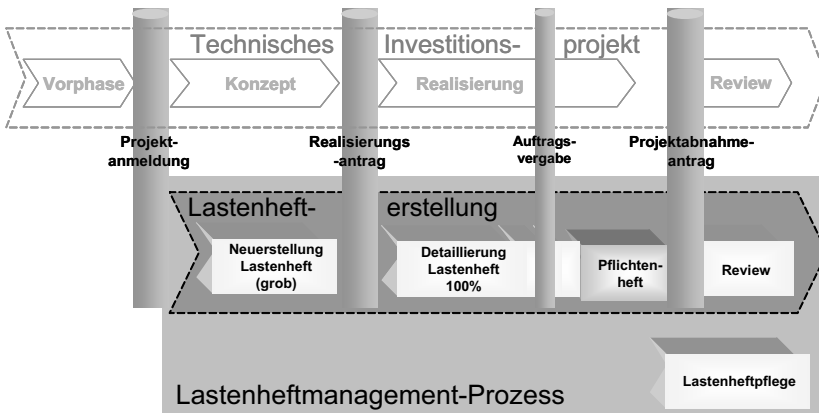 Technisches Investitions- projekt
Vorphase Konzept Realisierung Review
Projekt-
anmeldung
Realisierungs
-antrag
Auftrags-
vergabe
Projektabnahme-
antrag
Lastenheft- erstellung
Neuerstellung
Lastenheft
(grob)
Detaillierung
Lastenheft
100%
Pflichten-
heft
Review
Lastenheftpflege
Lastenheftmanagement-Prozess